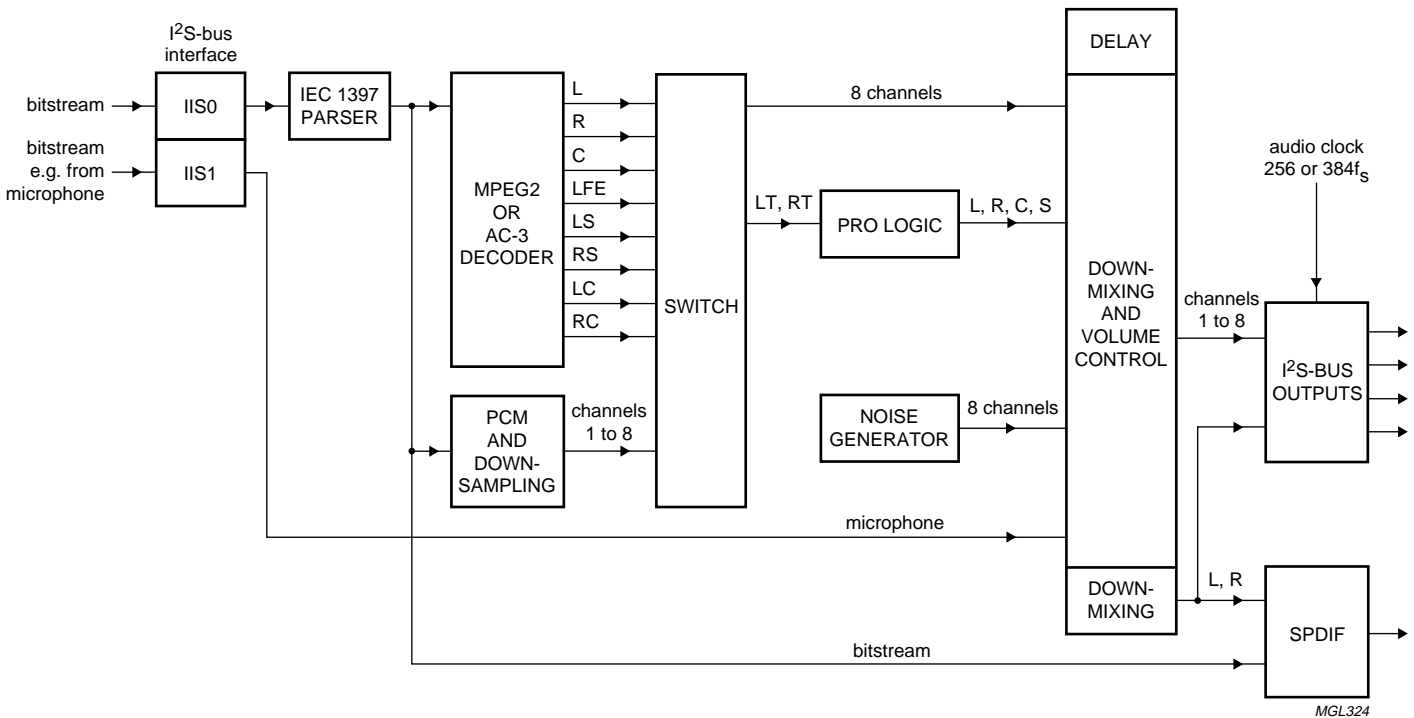 I2S-bus
interface
bitstream
IIS0
bitstream
e.g. from
microphone
IIS1
IEC 1397
PARSER
MPEG2
OR
AC-3
DECODER
L
R
C
LFE
LS
RS
LC
RC
PCM
AND
DOWN-
SAMPLING
channels
1 to 8
SWITCH
8 channels
LT, RT
PRO LOGIC
L, R, C, S
NOISE
GENERATOR
8 channels
microphone
bitstream
DELAY
DOWN-
MIXING
AND
VOLUME
CONTROL
DOWN-
MIXING
channels
1 to 8
L, R
audio clock
256 or 384fs
I2S-BUS
OUTPUTS
SPDIF
MGL324